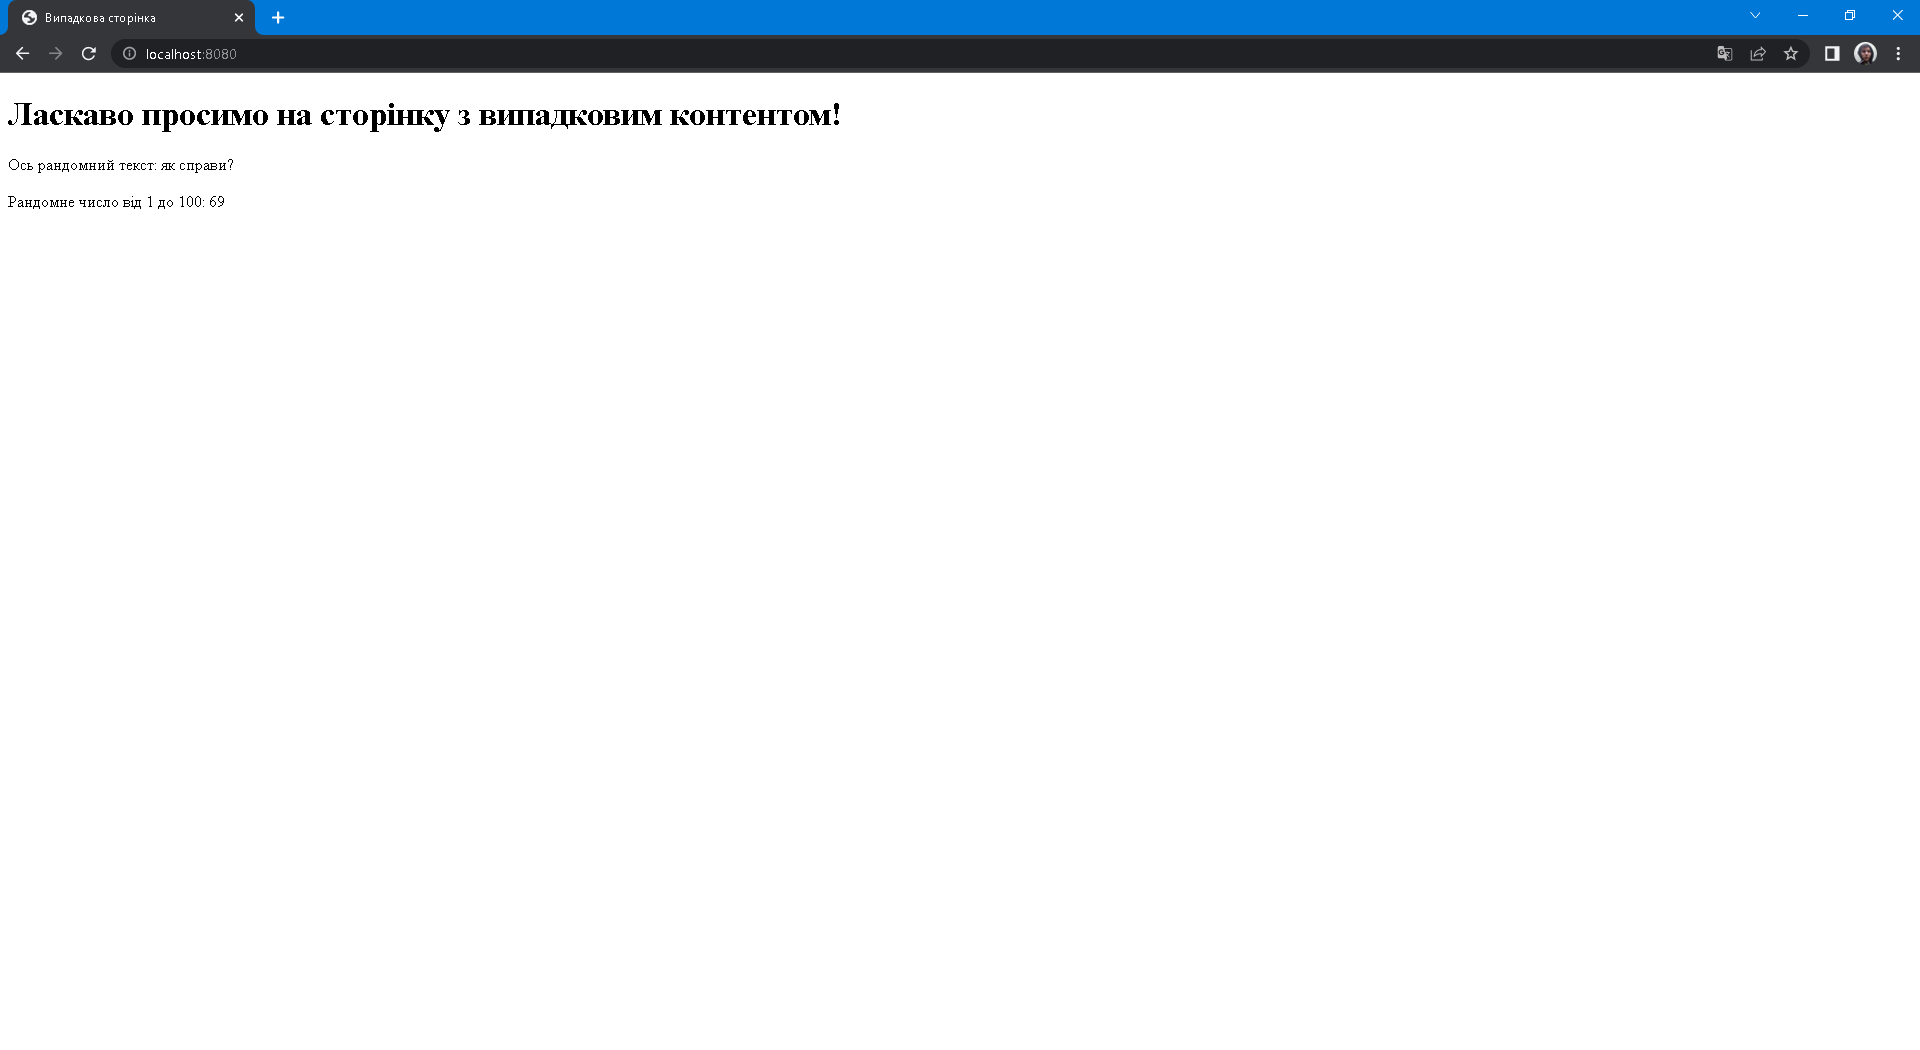 Випадкова сторінка
localhost:8080
Ласкаво просимо на сторінку з випадковим контентом!
Ось рандомний текст: як справи?
Рандомне число від 1 до 100: 69